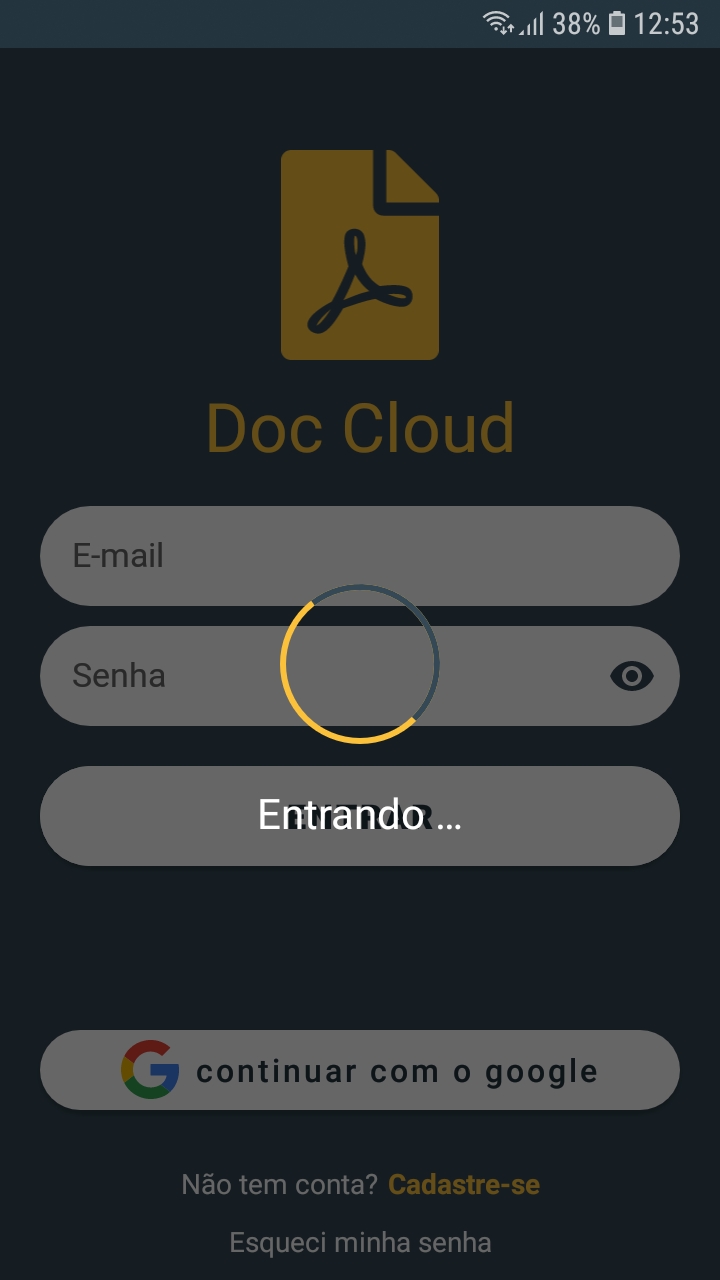 38% 12:53
Doc Cloud
E-mail
Senha
ENTRAR
Entrando ...
continuar com o google
Não tem conta? Cadastre-se
Esqueci minha senha